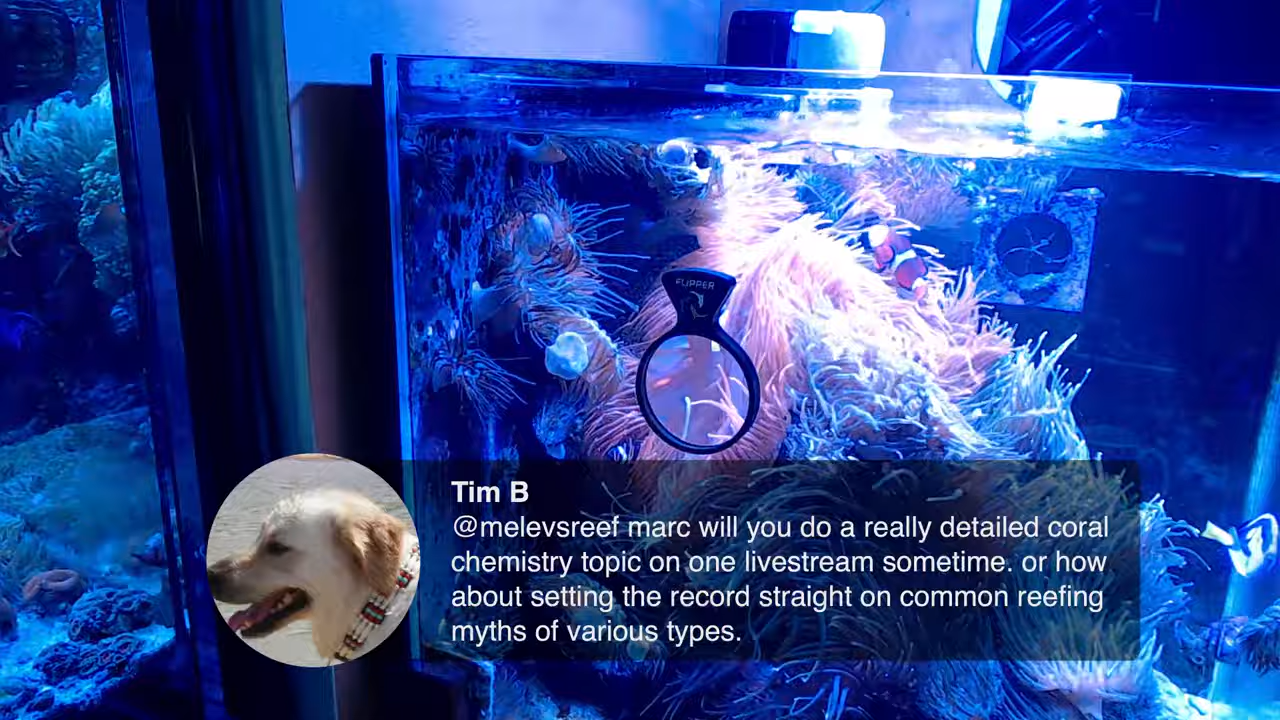 FLIPPER
Tim B
@melevsreef marc will you do a really detailed coral
chemistry topic on one livestream sometime. or how
about setting the record straight on common reefing
myths of various types.